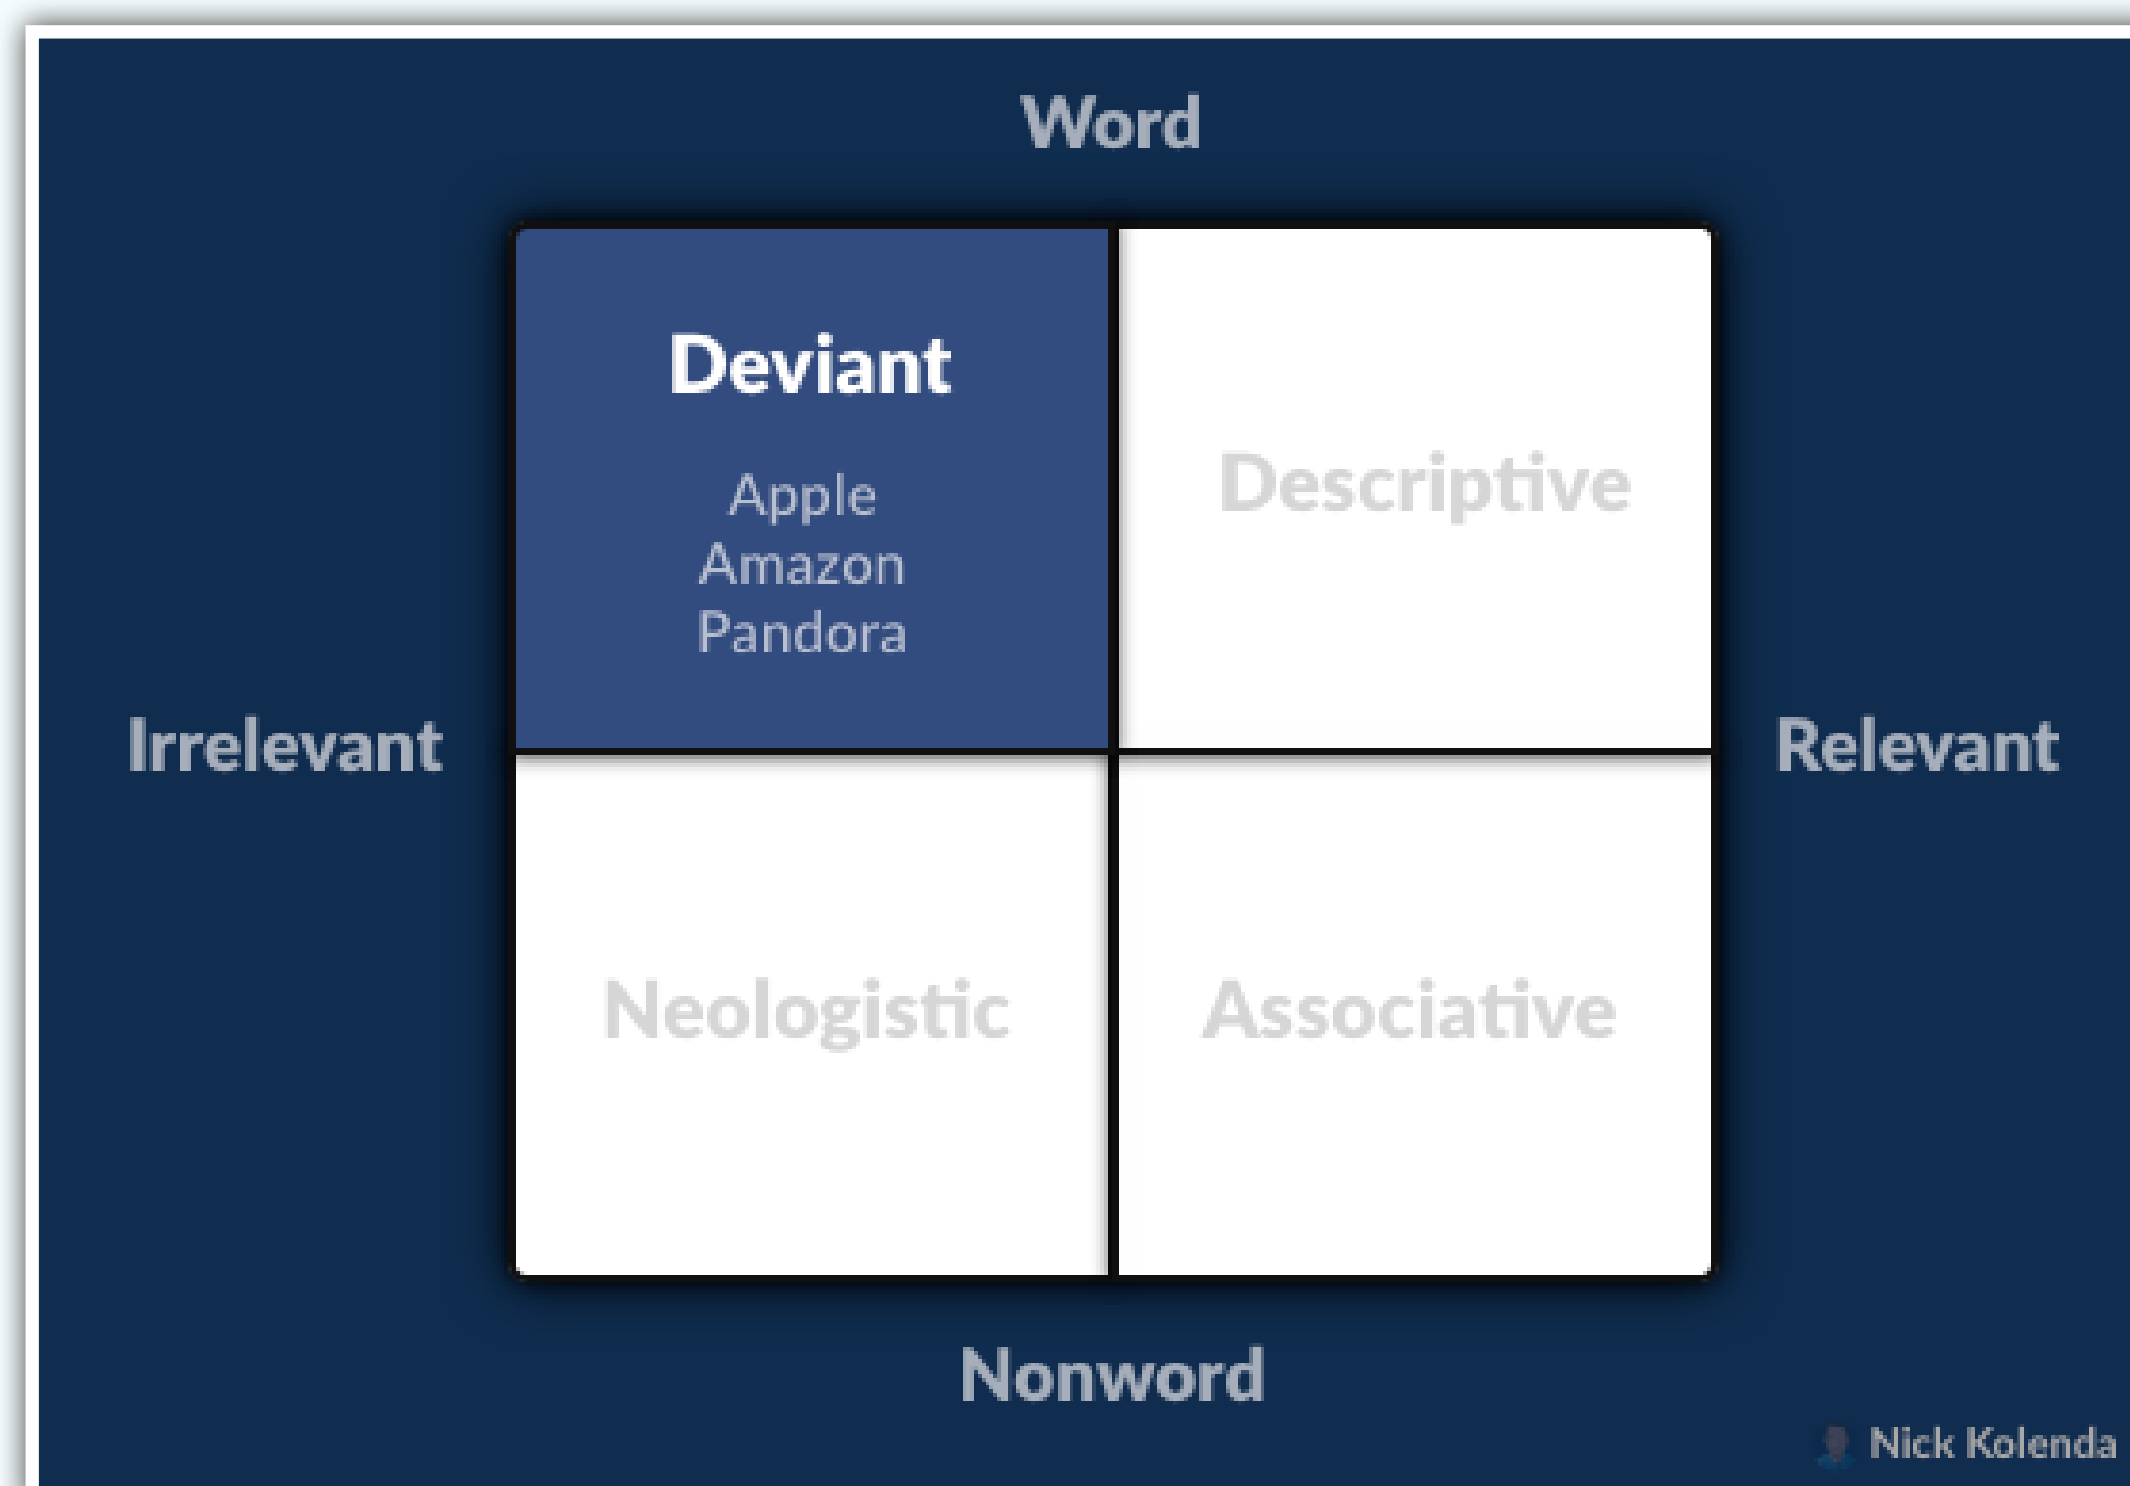 Word
Deviant
Apple
Amazon
Pandora
Descriptive
Irrelevant
Relevant
Neologistic
Associative
Nonword
Nick Kolenda